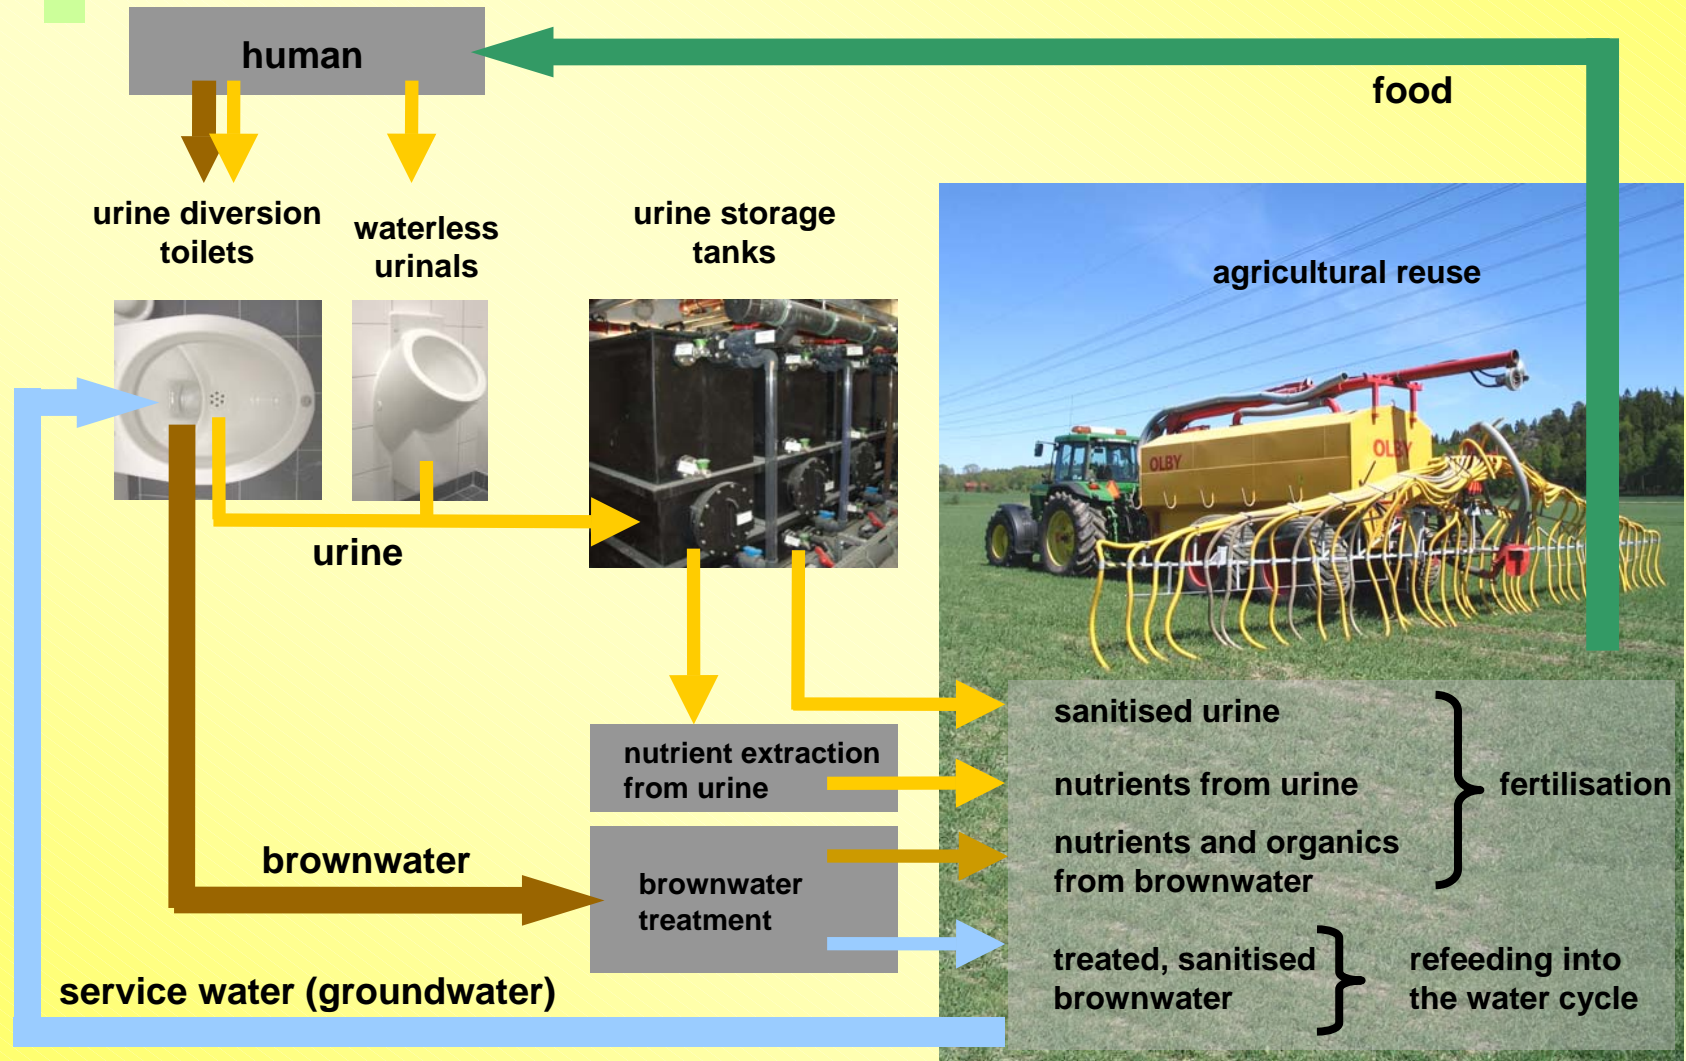 human
food
urine diversion
toilets
waterless
urinals
urine storage
tanks
agricultural reuse
OLBY
OLBY
urine
sanitised urine
nutrient extraction
from urine
nutrients from urine
fertilisation
nutrients and organics
from brownwater
brownwater
brownwater
treatment
treated, sanitised
brownwater
refeeding into
the water cycle
service water (groundwater)